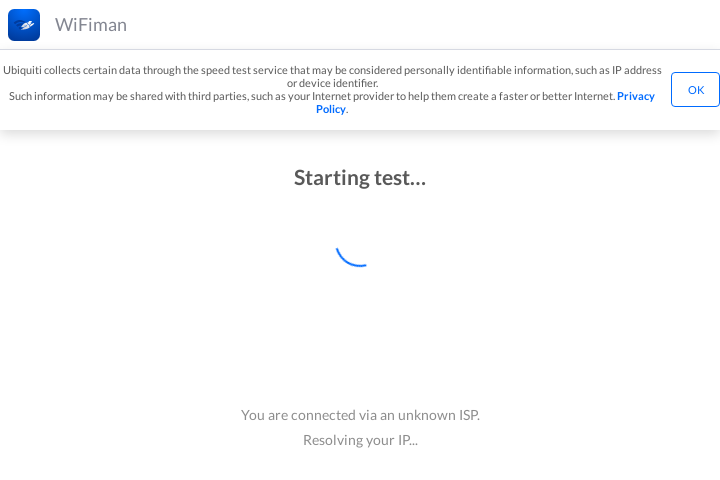 WiFiman
Ubiquiti collects certain data through the speed test service that may be considered personally identifiable information, such as IP address
or device identifier.
Such information may be shared with third parties, such as your Internet provider to help them create a faster or better Internet. Privacy
Policy.
OK
Starting test...
You are connected via an unknown ISP.
Resolving your IP...